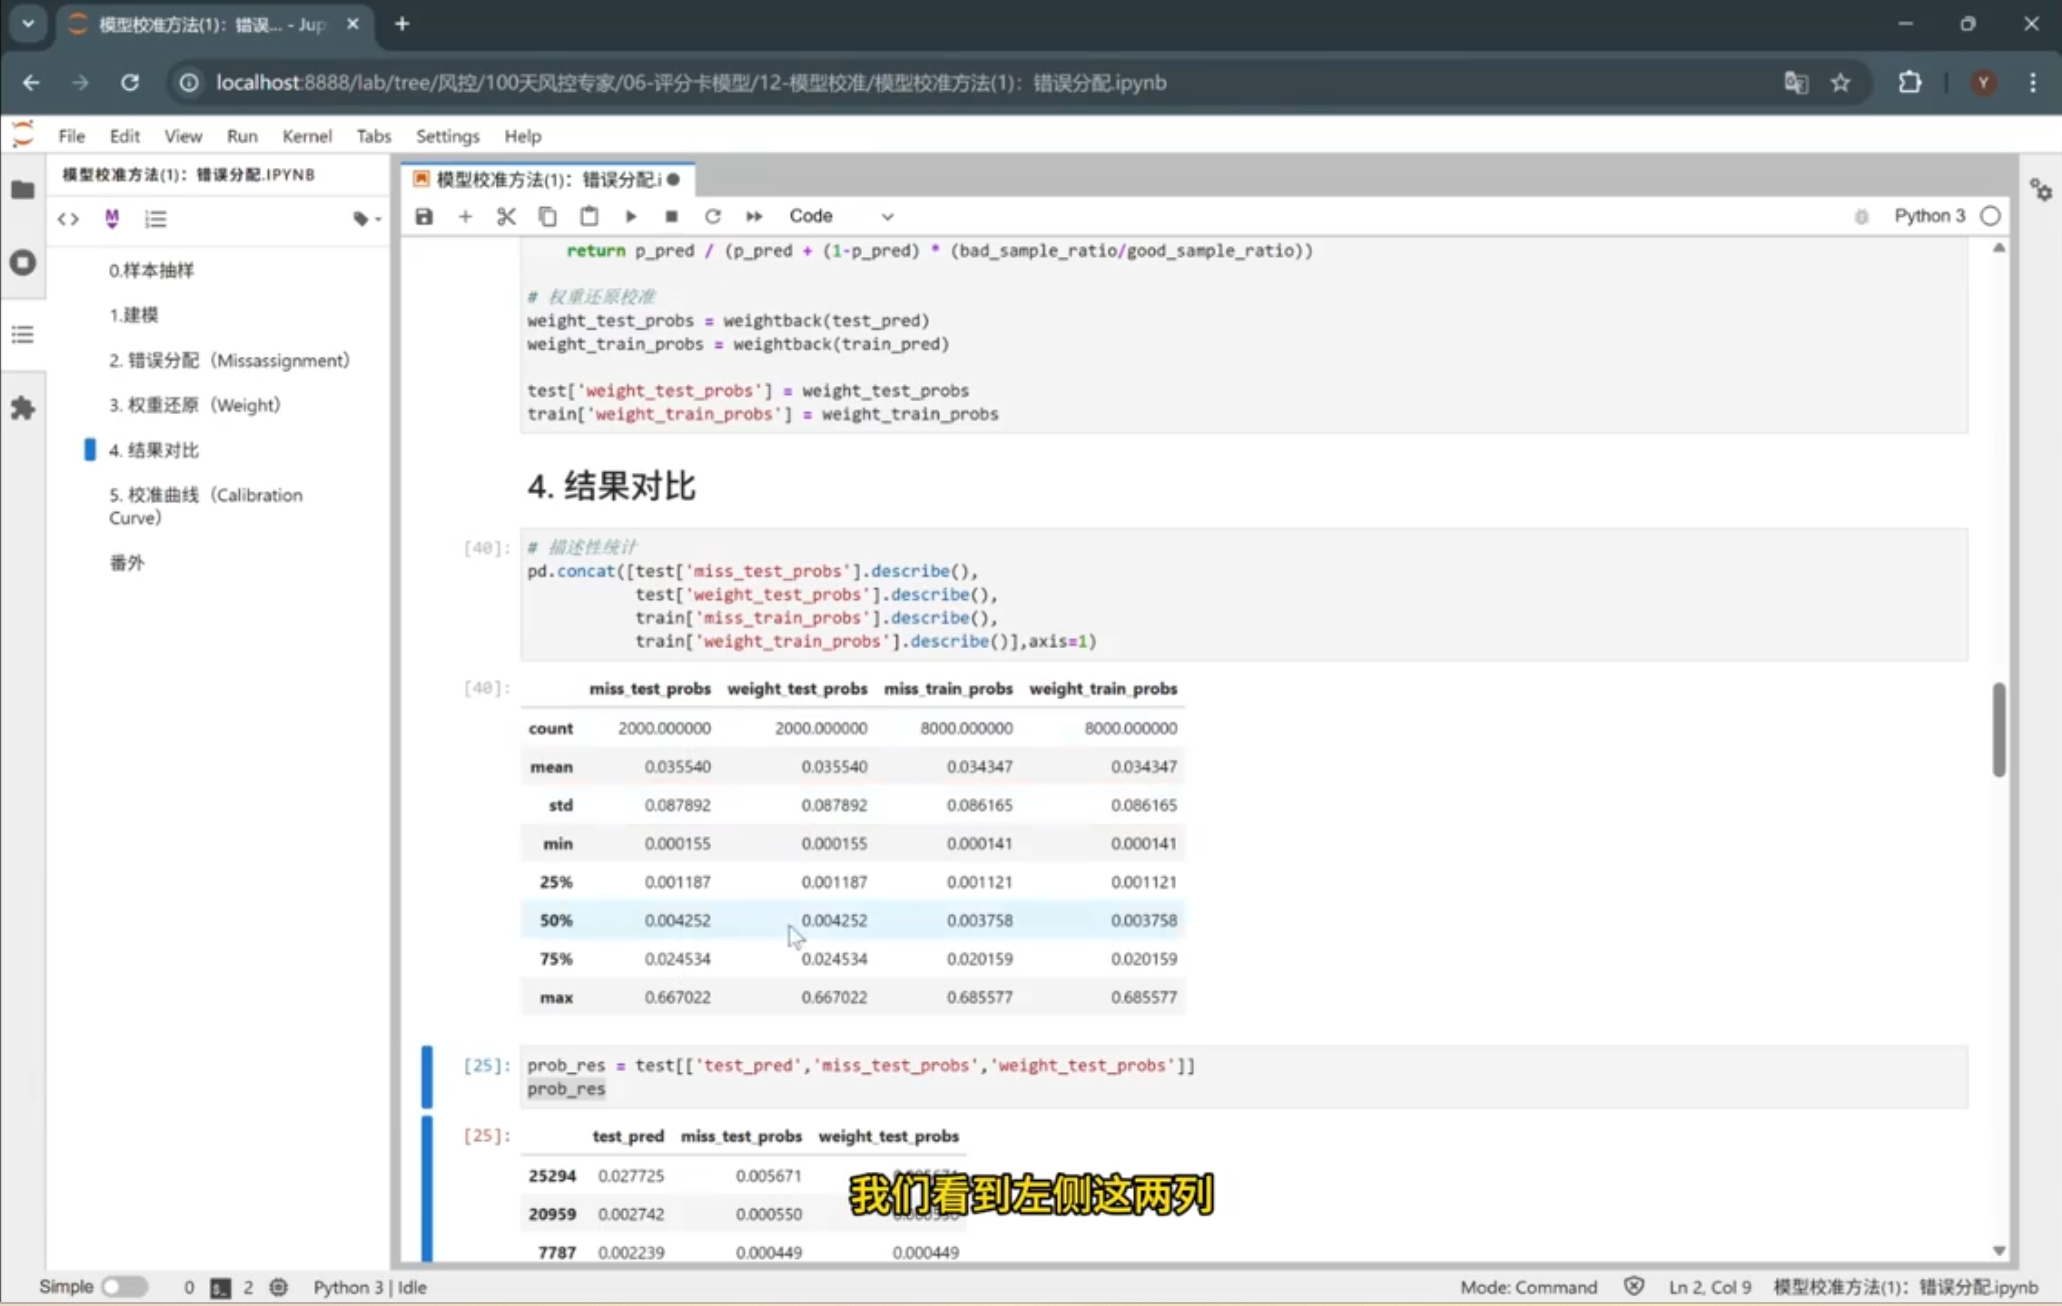 模型校准方法(1)：错误... - Jup
localhost:8888/lab/tree/风控/100天风控专家/06-评分卡模型/12-模型校准/模型校准方法(1)：错误分配.ipynb
Y
File Edit View Run Kernel Tabs Settings Help
模型校准方法(1)：错误分配.IPYNB
0.样本抽样
1.建模
2. 错误分配（Missassignment）
3. 权重还原（Weight）
4. 结果对比
5. 校准曲线（Calibration
Curve）
番外
模型校准方法(1)：错误分配.i
Code
Python 3
return p_pred / (p_pred + (1-p_pred) * (bad_sample_ratio/good_sample_ratio))
# 权重还原校准
weight_test_probs = weightback(test_pred)
weight_train_probs = weightback(train_pred)
test['weight_test_probs'] = weight_test_probs
train['weight_train_probs'] = weight_train_probs
4. 结果对比
[40]: # 描述性统计
pd.concat([test['miss_test_probs'].describe(),
test['weight_test_probs'].describe(),
train['miss_train_probs'].describe(),
train['weight_train_probs'].describe()],axis=1)
[40]: miss_test_probs weight_test_probs miss_train_probs weight_train_probs
count 2000.000000 2000.000000 8000.000000 8000.000000
mean 0.035540 0.035540 0.034347 0.034347
std 0.087892 0.087892 0.086165 0.086165
min 0.000155 0.000155 0.000141 0.000141
25% 0.001187 0.001187 0.001121 0.001121
50% 0.004252 0.004252 0.003758 0.003758
75% 0.024534 0.024534 0.020159 0.020159
max 0.667022 0.667022 0.685577 0.685577
[25]: prob_res = test[['test_pred','miss_test_probs','weight_test_probs']]
prob_res
[25]: test_pred miss_test_probs weight_test_probs
25294 0.027725 0.005671
20959 0.002742 0.000550
7787 0.002239 0.000449 0.000449
我们看到左侧这两列
Simple 0 2 Python 3 | Idle
Mode: Command Ln 2, Col 9 模型校准方法(1)：错误分配.ipynb